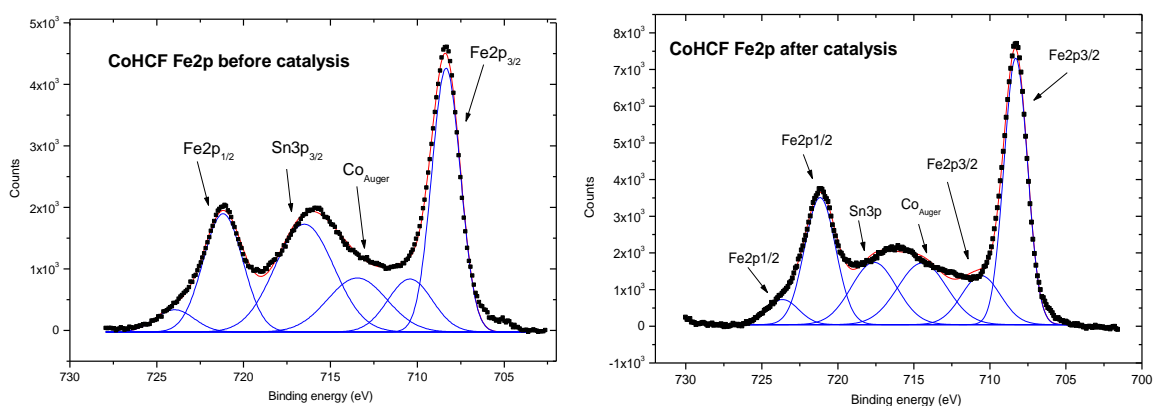 CoHCF Fe2p before catalysis
5x10³
4x10³
3x10³
2x10³
1x10³
0
Counts
Fe2p1/2
Sn3p3/2
CoAuger
Fe2p3/2
730 725 720 715 710 705
Binding energy (eV)
CoHCF Fe2p after catalysis
8x10³
7x10³
6x10³
5x10³
4x10³
3x10³
2x10³
1x10³
0
-1x10³
Counts
Fe2p1/2
Fe2p1/2
Sn3p
CoAuger
Fe2p3/2
Fe2p3/2
730 725 720 715 710 705 700
Binding energy (eV)